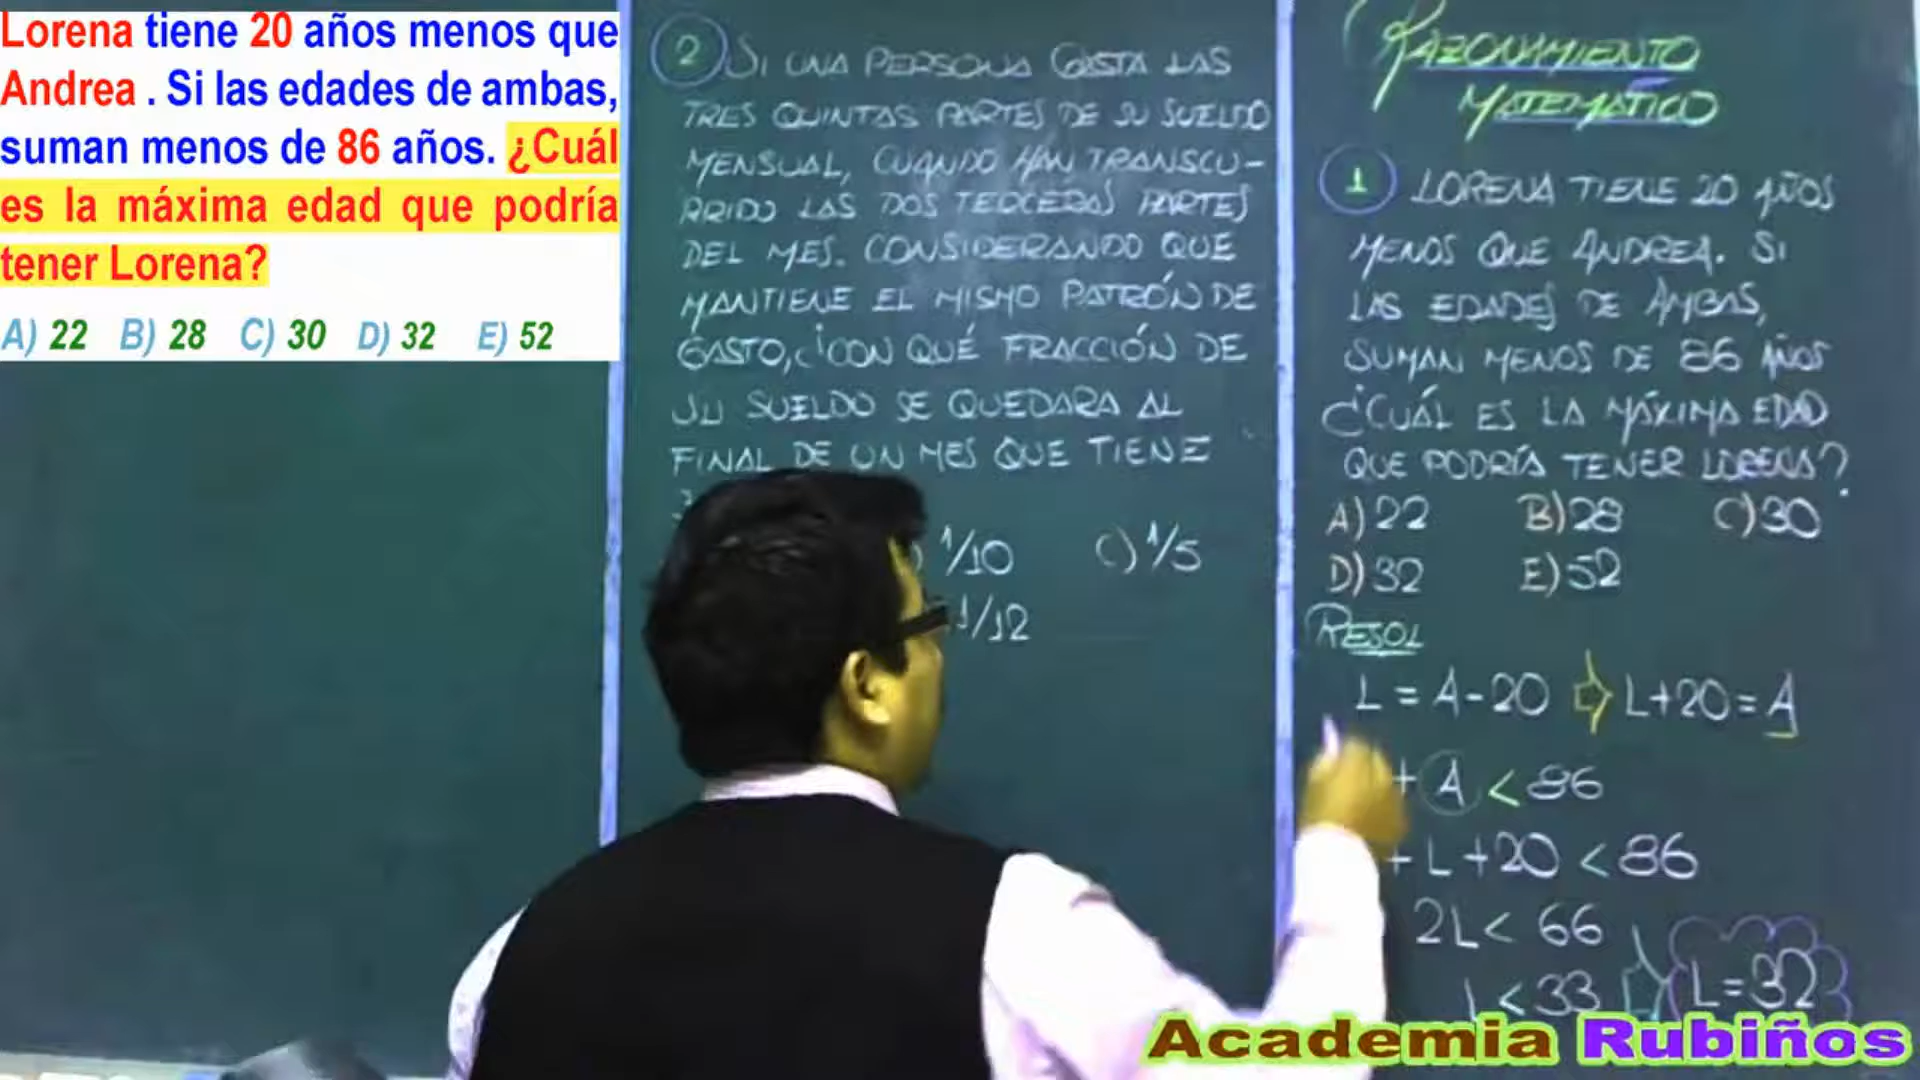 Lorena tiene 20 años menos que
Andrea . Si las edades de ambas,
suman menos de 86 años. ¿Cuál
es la máxima edad que podría
tener Lorena?
A) 22 B) 28 C) 30 D) 32 E) 52
2 SI UNA PERSONA GASTA LAS
TRES QUINTAS PARTES DE SU SUELDO
MENSUAL, CUANDO HAN TRANSCU-
RRIDO LAS DOS TERCERAS PARTES
DEL MES. CONSIDERANDO QUE
MANTIENE EL MISMO PATRÓN DE
GASTO, ¿CON QUÉ FRACCIÓN DE
SU SUELDO SE QUEDARA AL
FINAL DE UN MES QUE TIENE
) 1/10 C) 1/5
1/12
RAZONAMIENTO
MATEMATICO
1 LORENA TIENE 20 AÑOS
MENOS QUE ANDREA. SI
LAS EDADES DE AMBAS,
SUMAN MENOS DE 86 AÑOS
¿CUÁL ES LA MÁXIMA EDAD
QUE PODRÍA TENER LORENA?
A) 22 B) 28 C) 30
D) 32 E) 52
RESOL
L = A - 20 ⇒ L + 20 = A
+ A < 86
+ L + 20 < 86
2L < 66
L < 33 ⇒ L = 32
Academia Rubiños